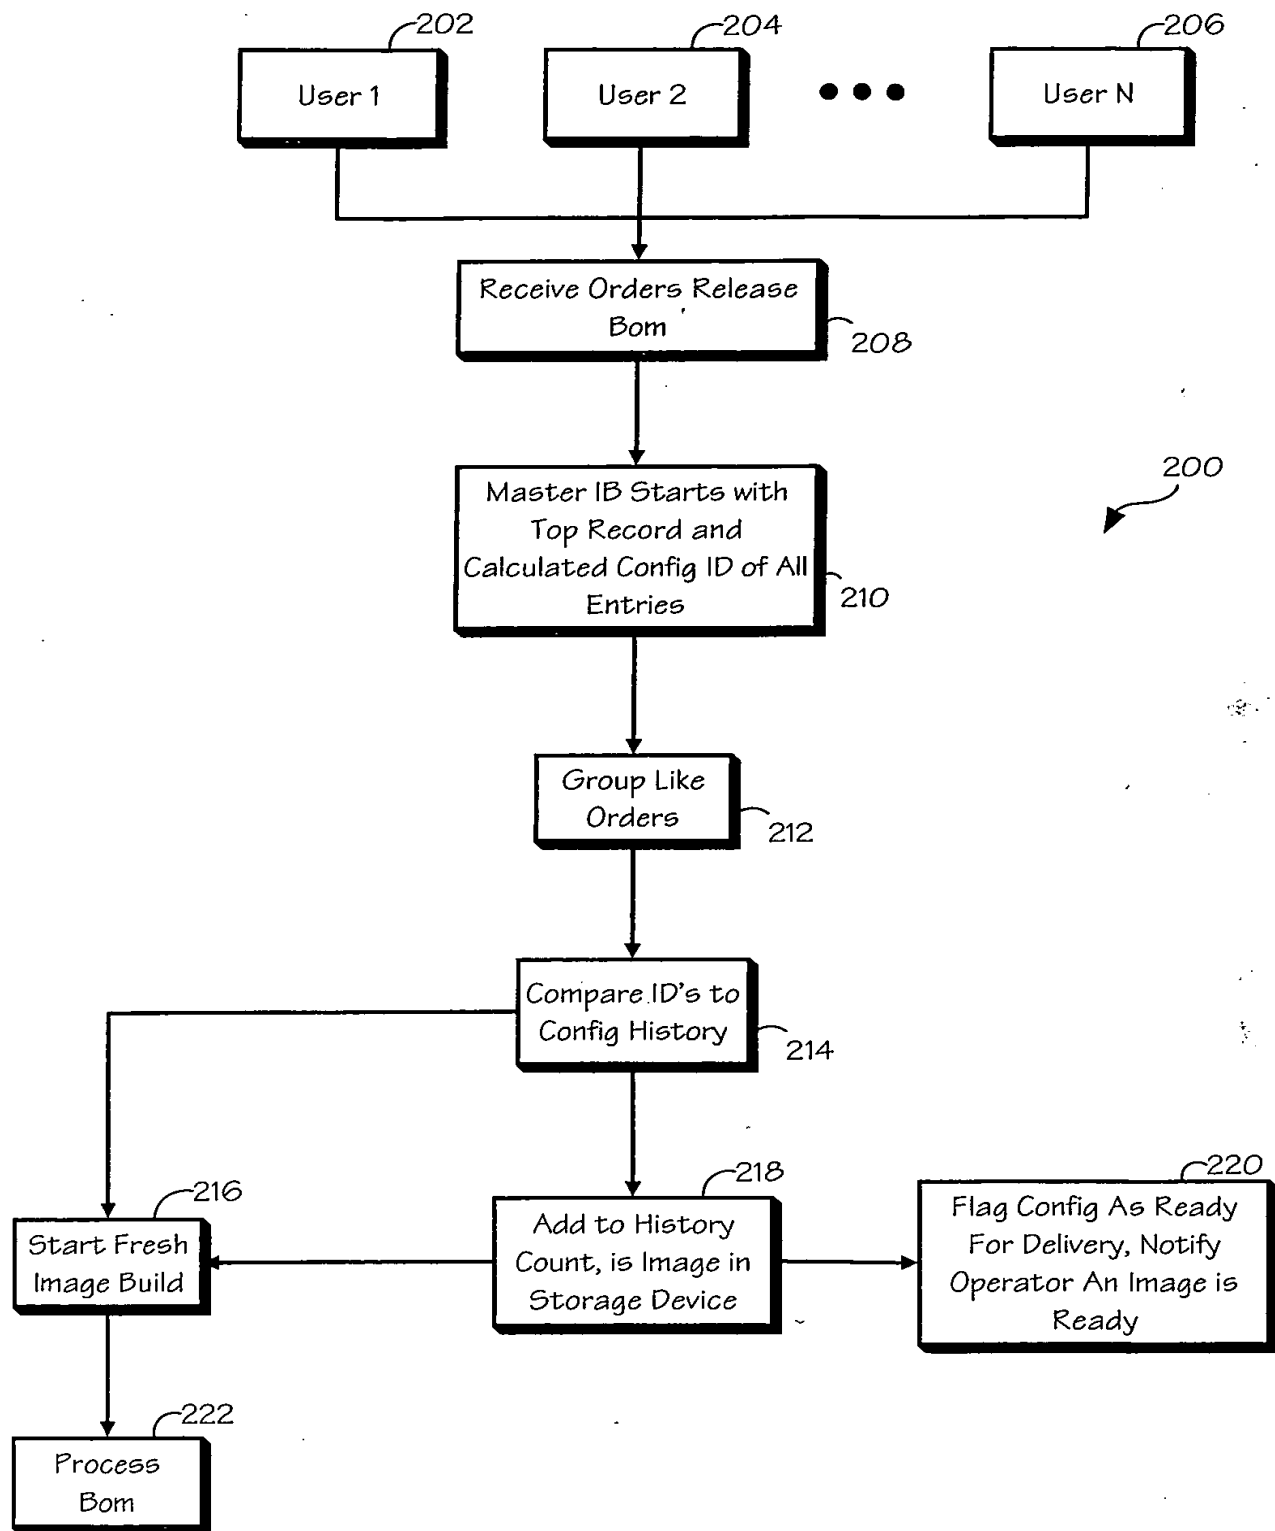 202
204
206
User 1
User 2
User N
Receive Orders Release
Bom
208
200
Master IB Starts with
Top Record and
Calculated Config ID of All
Entries
210
Group Like
Orders
212
Compare ID's to
Config History
214
216
218
220
Start Fresh
Image Build
Add to History
Count, is Image in
Storage Device
Flag Config As Ready
For Delivery, Notify
Operator An Image is
Ready
222
Process
Bom